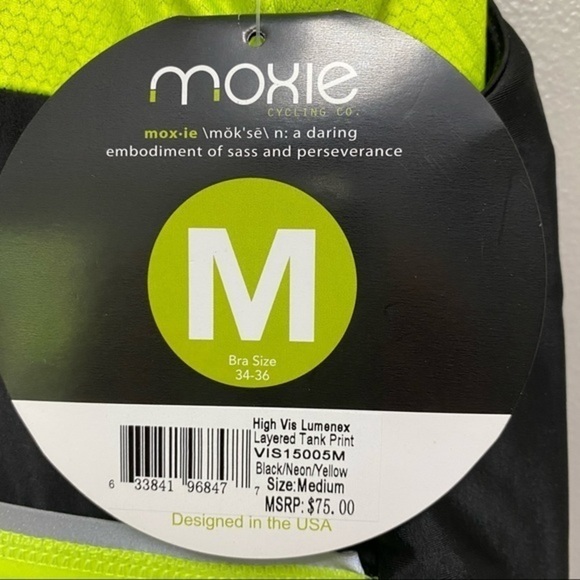 moxie
CYCLING CO.
mox·ie \mŏk'sē\ n: a daring
embodiment of sass and perseverance
M
Bra Size
34-36
High Vis Lumenex
Layered Tank Print
VIS15005M
Black/Neon/Yellow
Size:Medium
MSRP:$75.00
6 33841 96847 7
Designed in the USA